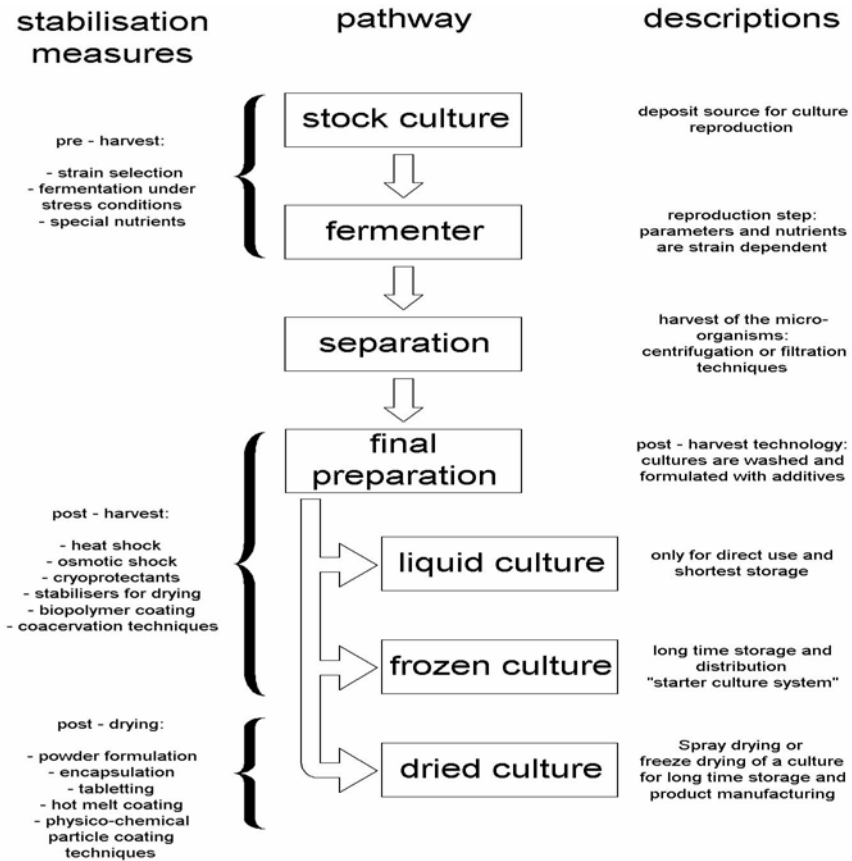 stabilisation
measures
pathway
descriptions
pre - harvest:
- strain selection
- fermentation under
stress conditions
- special nutrients
stock culture
deposit source for culture
reproduction
fermenter
reproduction step:
parameters and nutrients
are strain dependent
separation
harvest of the micro-
organisms:
centrifugation or filtration
techniques
final
preparation
post - harvest technology:
cultures are washed and
formulated with additives
post - harvest:
- heat shock
- osmotic shock
- cryoprotectants
- stabilisers for drying
- biopolymer coating
- coacervation techniques
liquid culture
only for direct use and
shortest storage
frozen culture
long time storage and
distribution
"starter culture system"
post - drying:
- powder formulation
- encapsulation
- tabletting
- hot melt coating
- physico-chemical
particle coating
techniques
dried culture
Spray drying or
freeze drying of a culture
for long time storage and
product manufacturing